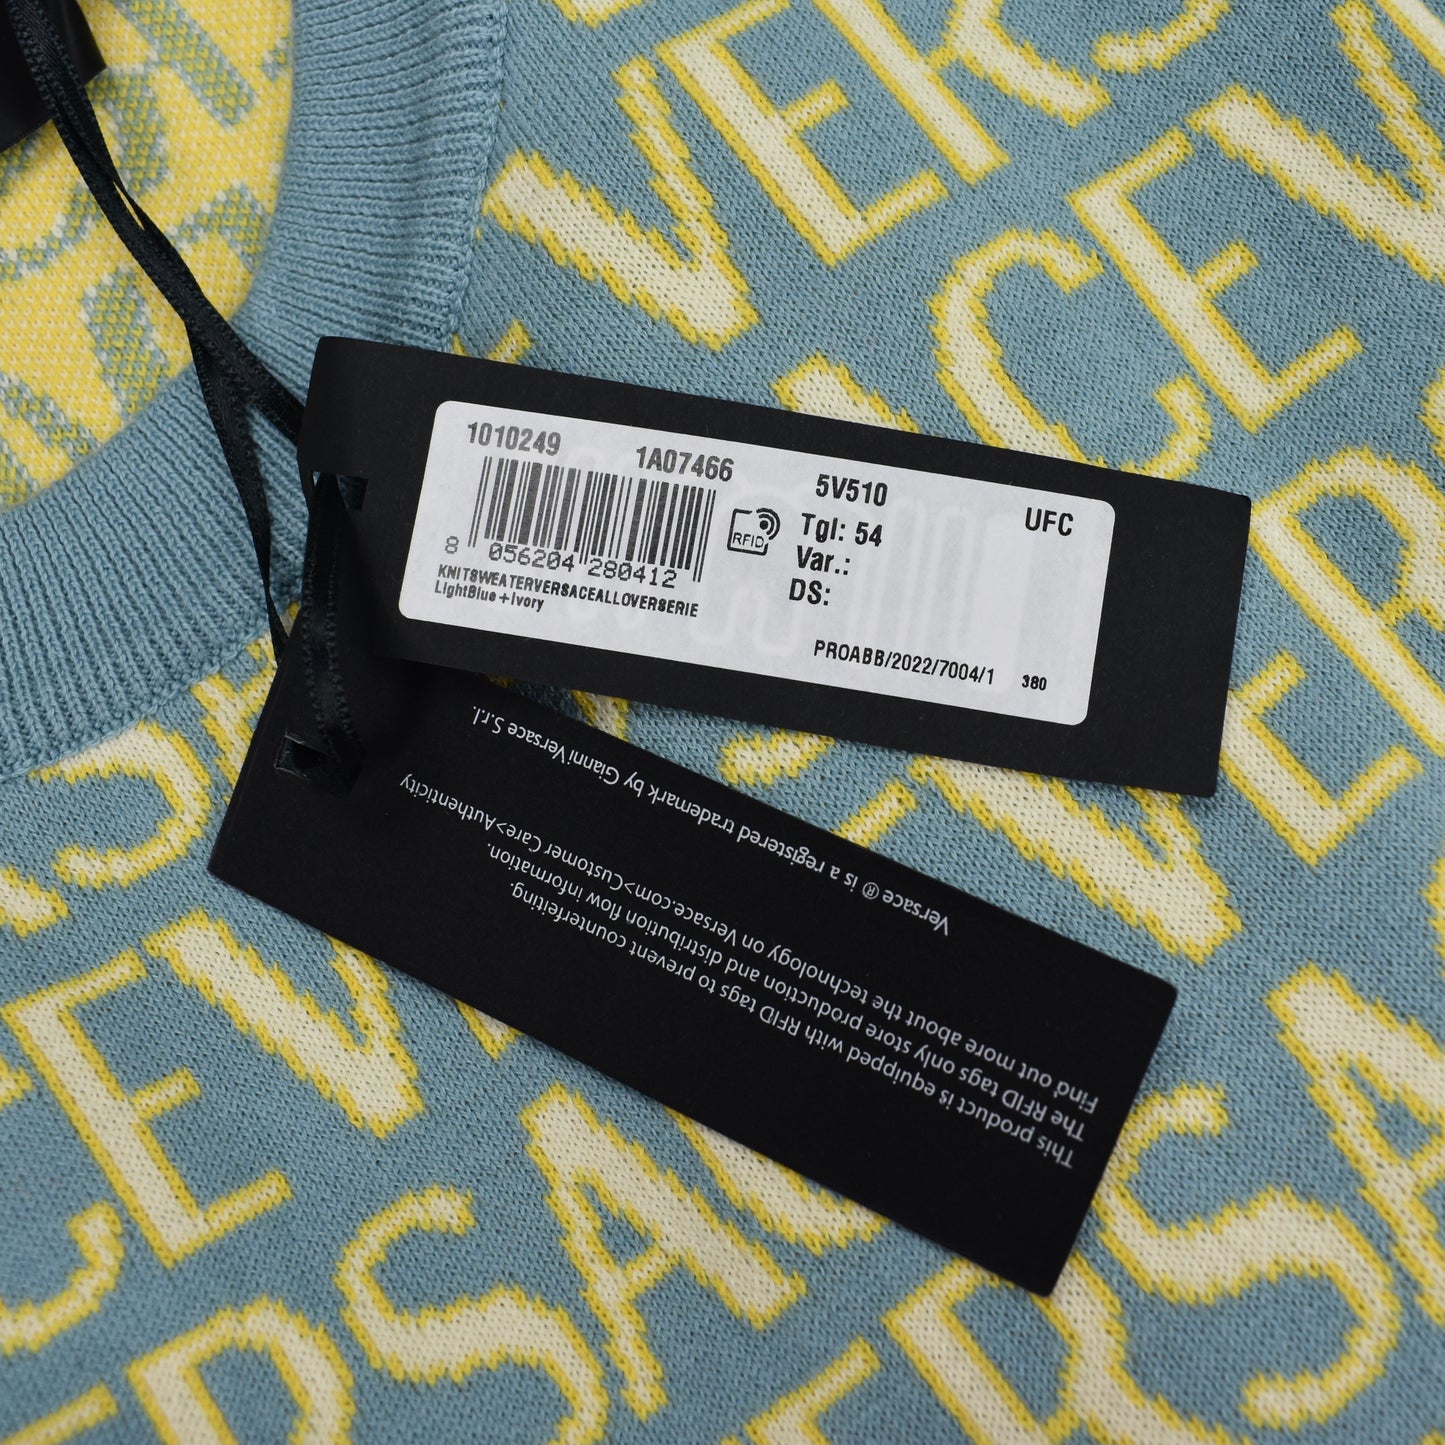 1010249 1A07466 5V510 UFC
Tgl: 54
Var.:
DS:
RFID
8 056204 280412
KNITSWEATERVERSACEALLOVERSERIE
LightBlue+Ivory
PROABB/2022/7004/1 380
This product is equipped with RFID tags to prevent counterfeiting.
The RFID tags only store production and distribution flow information.
Find out more about the technology on Versace.com>Customer Care>Authenticity
Versace ® is a registered trademark by Gianni Versace S.r.l.
VERSACE